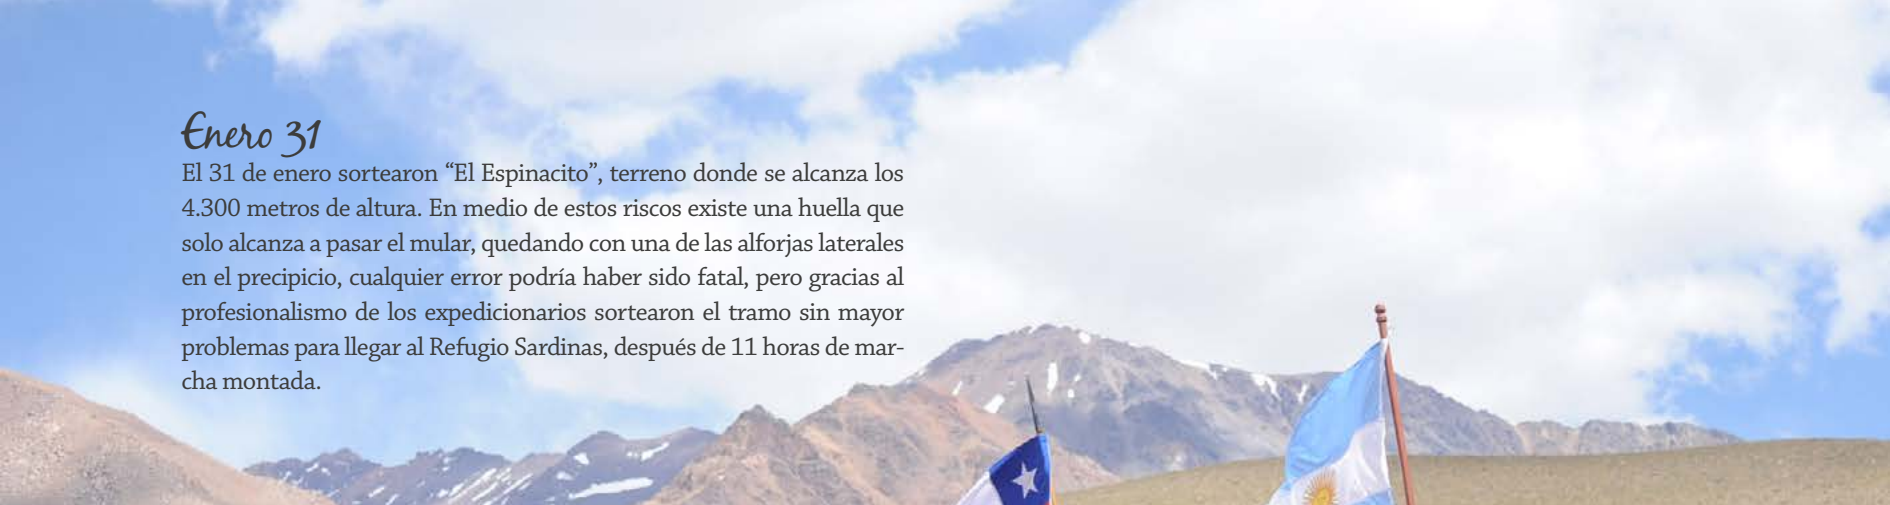 Enero 31
El 31 de enero sortearon “El Espinacito”, terreno donde se alcanza los
4.300 metros de altura. En medio de estos riscos existe una huella que
solo alcanza a pasar el mular, quedando con una de las alforjas laterales
en el precipicio, cualquier error podría haber sido fatal, pero gracias al
profesionalismo de los expedicionarios sortearon el tramo sin mayor
problemas para llegar al Refugio Sardinas, después de 11 horas de mar-
cha montada.